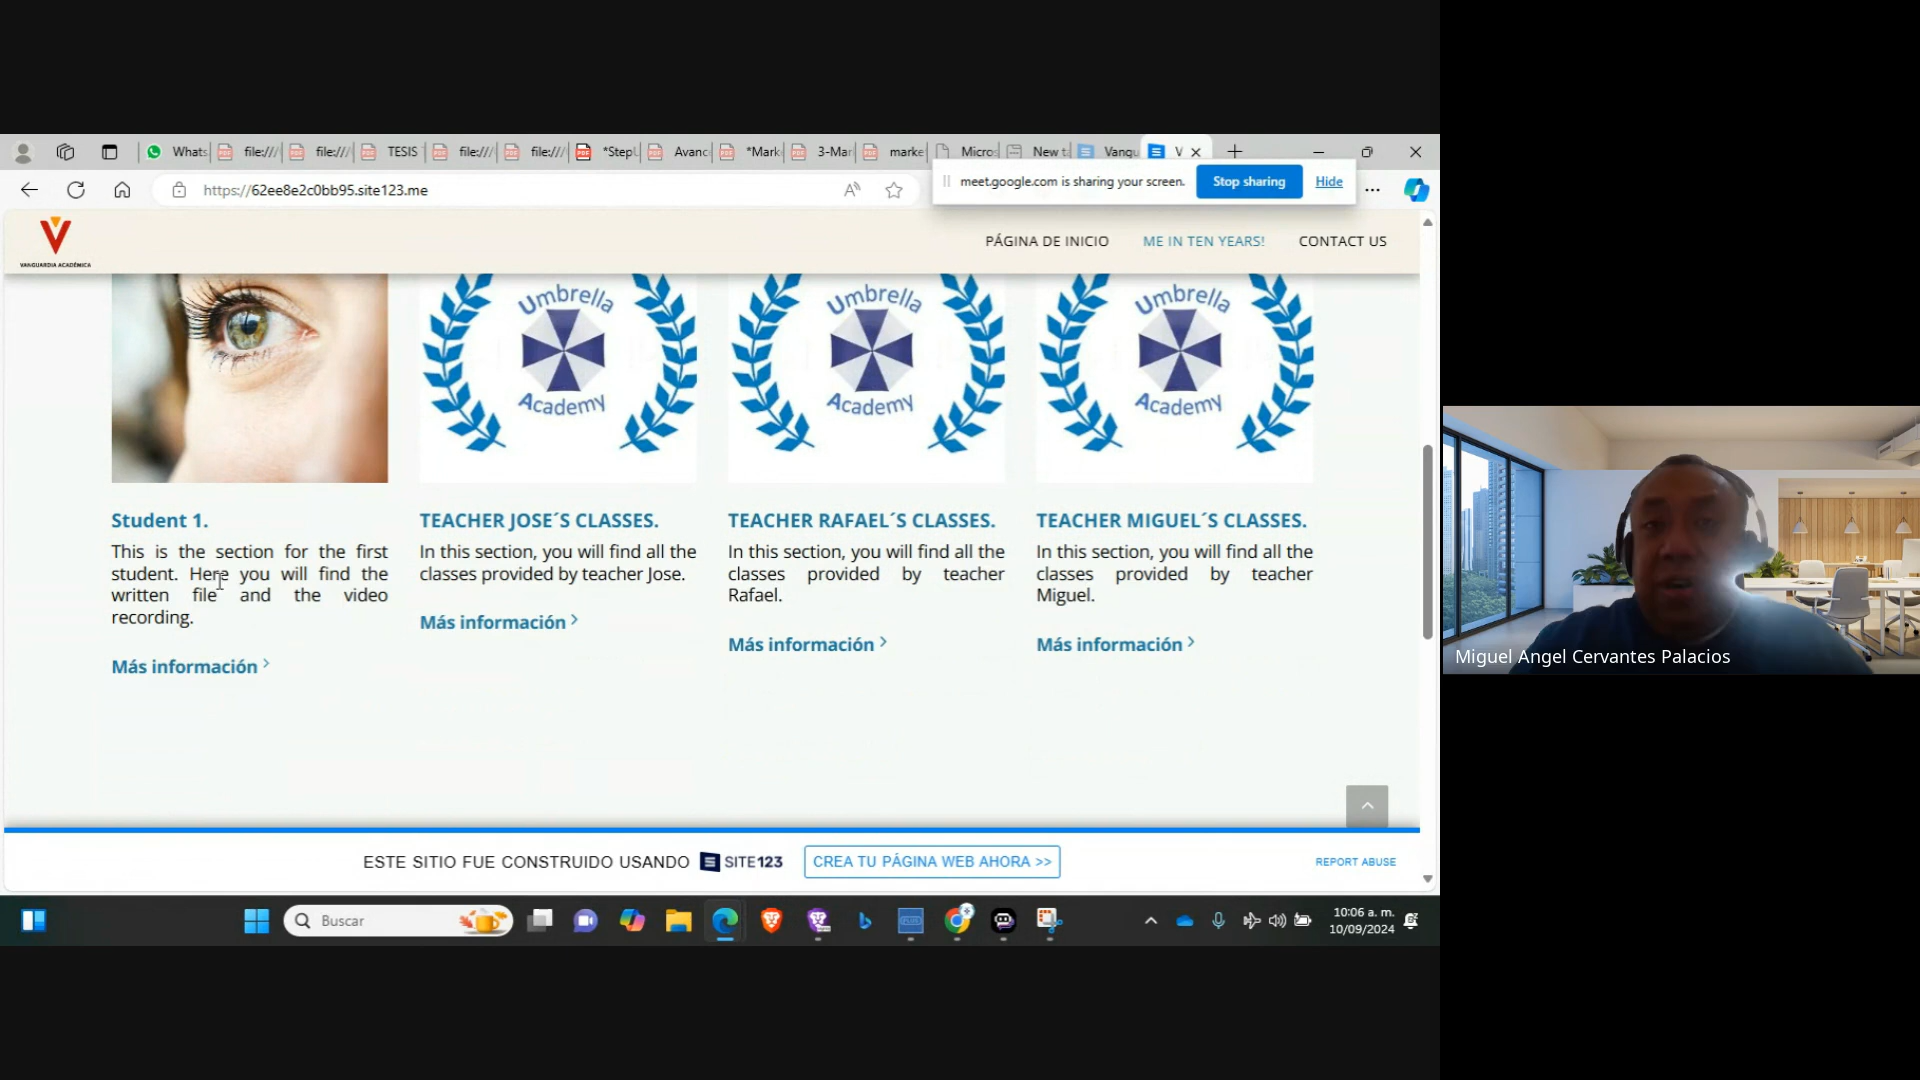 Whats
file:///
file:///
TESIS
file:///
file:///
*Step
Avanc
*Mark
3-Mar
marke
Micros
New t
Vangu
V
https://62ee8e2c0bb95.site123.me
meet.google.com is sharing your screen.
Stop sharing
Hide
VANGUARDIA ACADÉMICA
PÁGINA DE INICIO
ME IN TEN YEARS!
CONTACT US
Umbrella
Academy
Umbrella
Academy
Umbrella
Academy
Student 1.
This is the section for the first
student. Here you will find the
written file and the video
recording.
Más información
TEACHER JOSE´S CLASSES.
In this section, you will find all the
classes provided by teacher Jose.
Más información
TEACHER RAFAEL´S CLASSES.
In this section, you will find all the
classes provided by teacher
Rafael.
Más información
TEACHER MIGUEL´S CLASSES.
In this section, you will find all the
classes provided by teacher
Miguel.
Más información
ESTE SITIO FUE CONSTRUIDO USANDO SITE123
CREA TU PÁGINA WEB AHORA >>
REPORT ABUSE
Buscar
10:06 a. m.
10/09/2024
Miguel Angel Cervantes Palacios